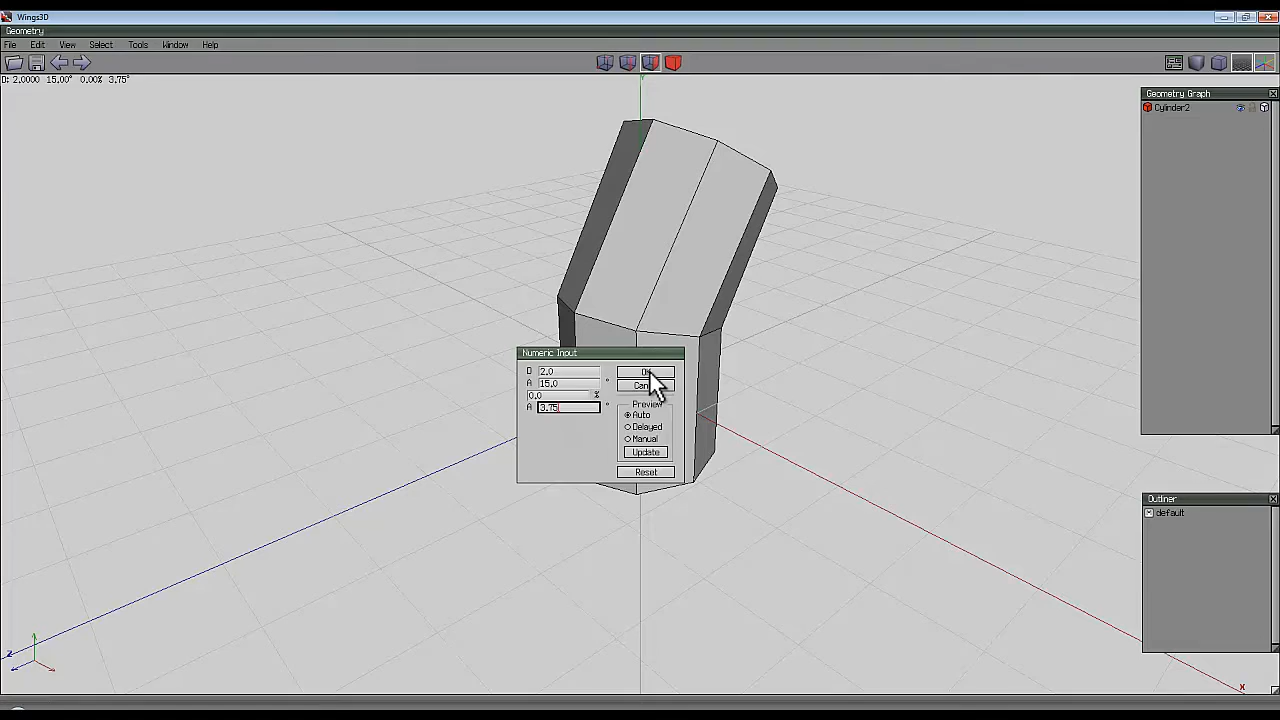 Wings3D
Geometry
File Edit View Select Tools Window Help
D: 2.0000 15.00° 0.00% 3.75°
Y
Geometry Graph
Cylinder2
Numeric Input
D 2.0
A 15.0 °
0.0 %
A 3.75 °
Preview
Auto
Delayed
Manual
Update
Reset
Outliner
default
Z
X